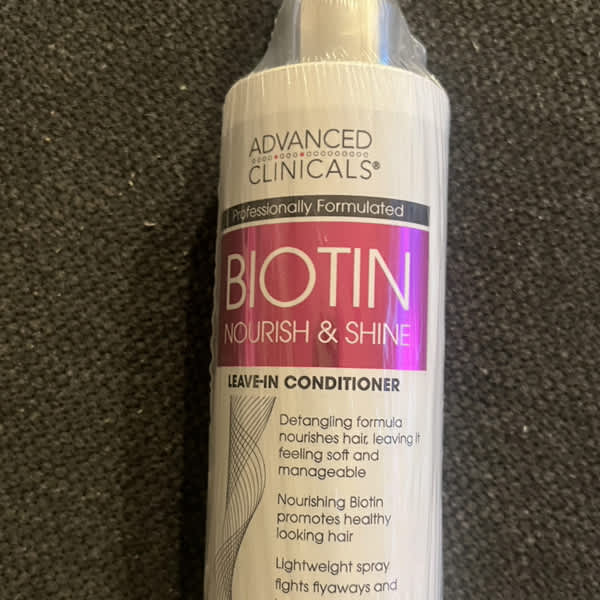 ADVANCED
CLINICALS®
Professionally Formulated
BIOTIN
NOURISH & SHINE
LEAVE-IN CONDITIONER
Detangling formula
nourishes hair, leaving it
feeling soft and
manageable
Nourishing Biotin
promotes healthy
looking hair
Lightweight spray
fights flyaways and